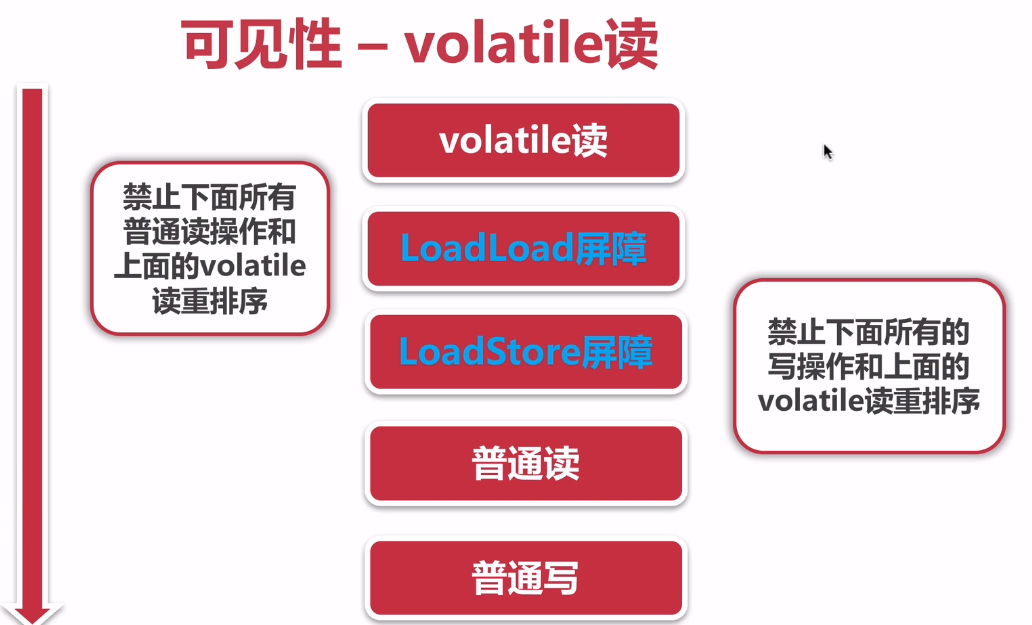 可见性 – volatile读
volatile读
禁止下面所有
普通读操作和
上面的volatile
读重排序
LoadLoad屏障
LoadStore屏障
禁止下面所有的
写操作和上面的
volatile读重排序
普通读
普通写